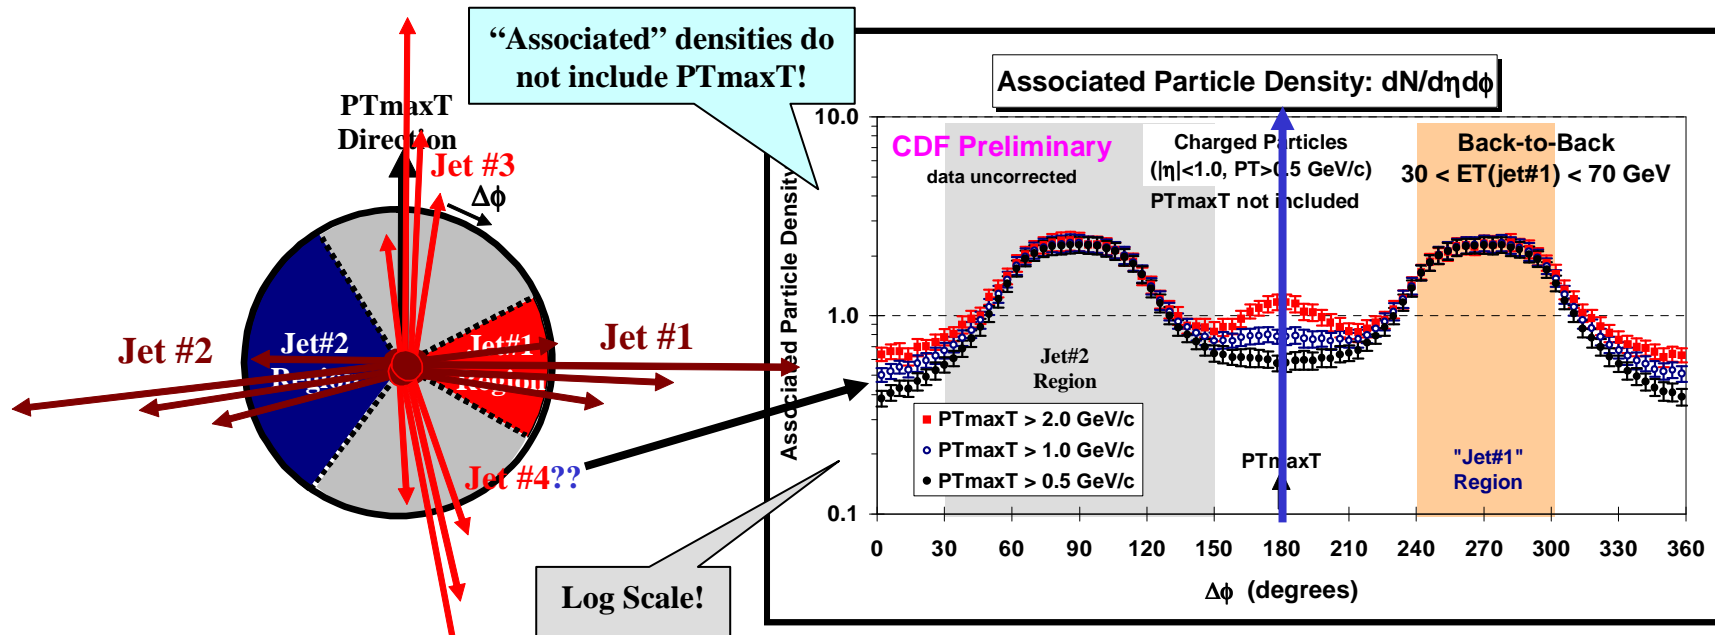 “Associated” densities do
not include PTmaxT!
PTmaxT
Direction
Jet #3
Δϕ
Jet #2
Jet#2
Region
Jet#1
Region
Jet #1
Jet #4??
Log Scale!
Associated Particle Density: dN/dηdϕ
Associated Particle Density
10.0
1.0
0.1
CDF Preliminary
data uncorrected
Charged Particles
(|η|<1.0, PT>0.5 GeV/c)
PTmaxT not included
Back-to-Back
30 < ET(jet#1) < 70 GeV
Jet#2
Region
PTmaxT > 2.0 GeV/c
PTmaxT > 1.0 GeV/c
PTmaxT > 0.5 GeV/c
PTmaxT
"Jet#1"
Region
0 30 60 90 120 150 180 210 240 270 300 330 360
Δϕ (degrees)